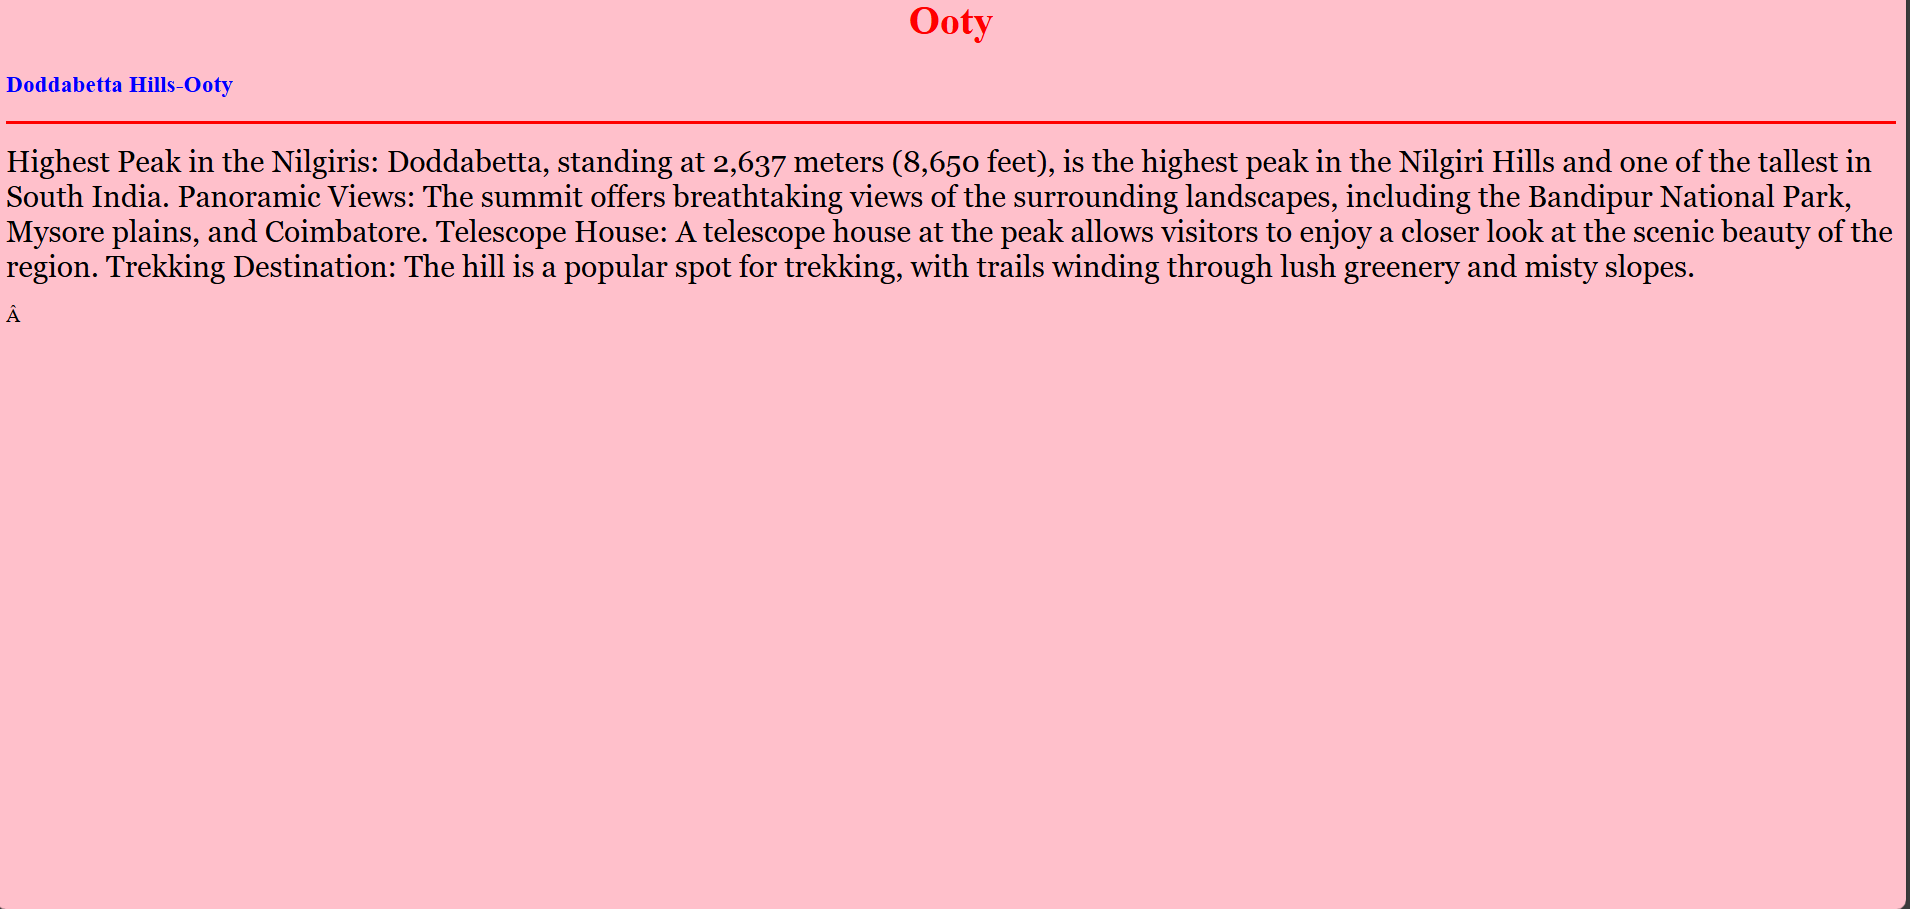 Ooty
Doddabetta Hills-Ooty
Highest Peak in the Nilgiris: Doddabetta, standing at 2,637 meters (8,650 feet), is the highest peak in the Nilgiri Hills and one of the tallest in
South India. Panoramic Views: The summit offers breathtaking views of the surrounding landscapes, including the Bandipur National Park,
Mysore plains, and Coimbatore. Telescope House: A telescope house at the peak allows visitors to enjoy a closer look at the scenic beauty of the
region. Trekking Destination: The hill is a popular spot for trekking, with trails winding through lush greenery and misty slopes.
Â